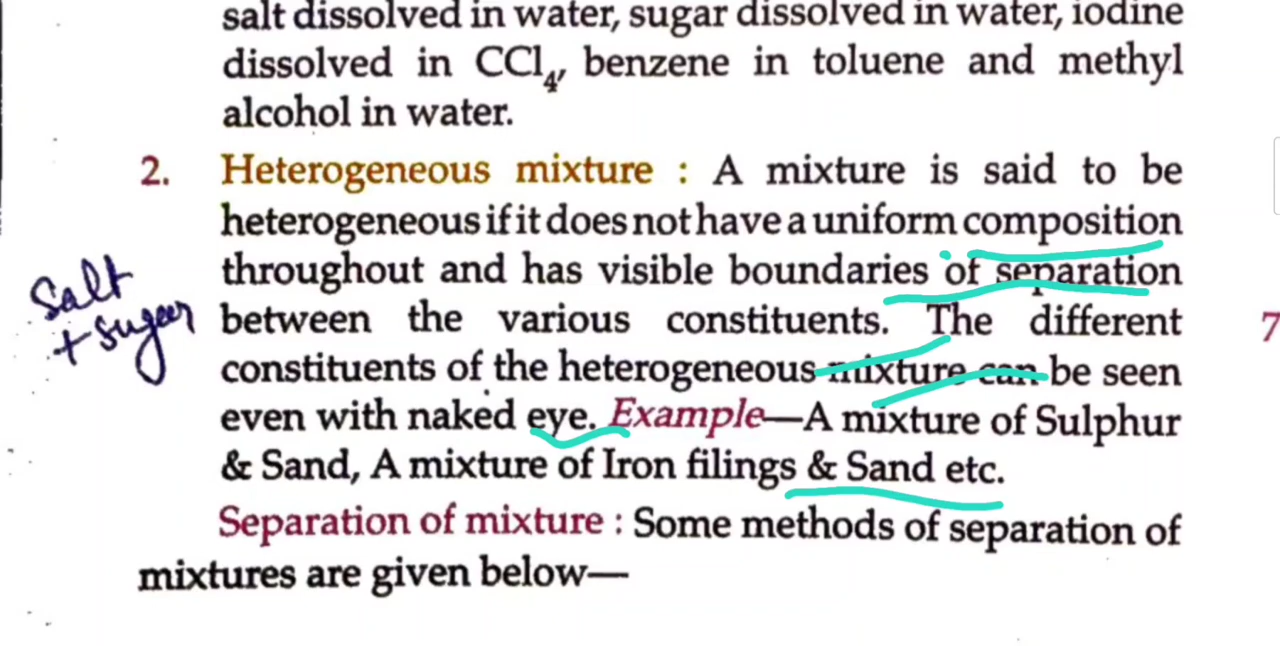 salt dissolved in water, sugar dissolved in water, iodine
dissolved in CCl4, benzene in toluene and methyl
alcohol in water.
2. Heterogeneous mixture : A mixture is said to be
heterogeneous if it does not have a uniform composition
throughout and has visible boundaries of separation
between the various constituents. The different
constituents of the heterogeneous mixture can be seen
even with naked eye. Example—A mixture of Sulphur
& Sand, A mixture of Iron filings & Sand etc.
Separation of mixture : Some methods of separation of
mixtures are given below—
Salt
+ sugar
7